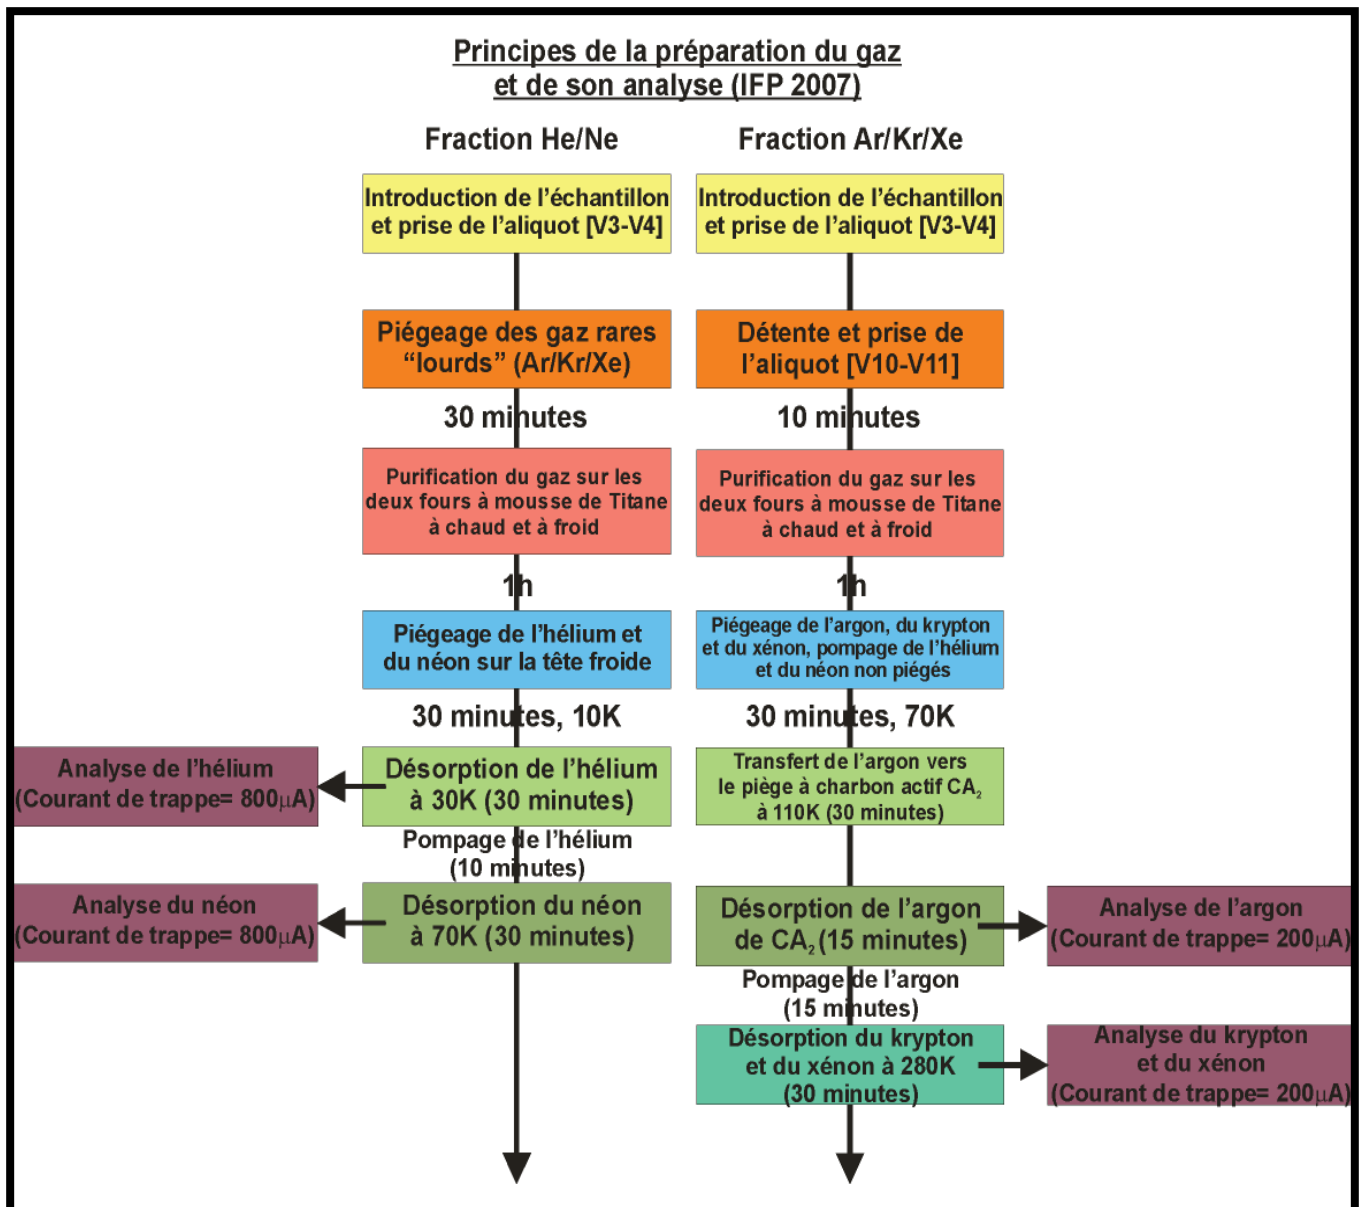 Principes de la préparation du gaz
et de son analyse (IFP 2007)
Fraction He/Ne
Introduction de l'échantillon
et prise de l'aliquot [V3-V4]
Piégeage des gaz rares
“lourds” (Ar/Kr/Xe)
30 minutes
Purification du gaz sur les
deux fours à mousse de Titane
à chaud et à froid
1h
Piégeage de l'hélium et
du néon sur la tête froide
30 minutes, 10K
Désorption de l'hélium
à 30K (30 minutes)
Analyse de l'hélium
(Courant de trappe= 800µA)
Pompage de l'hélium
(10 minutes)
Désorption du néon
à 70K (30 minutes)
Analyse du néon
(Courant de trappe= 800µA)
Fraction Ar/Kr/Xe
Introduction de l'échantillon
et prise de l'aliquot [V3-V4]
Détente et prise de
l'aliquot [V10-V11]
10 minutes
Purification du gaz sur les
deux fours à mousse de Titane
à chaud et à froid
1h
Piégeage de l'argon, du krypton
et du xénon, pompage de l'hélium
et du néon non piégés
30 minutes, 70K
Transfert de l'argon vers
le piège à charbon actif CA₂
à 110K (30 minutes)
Désorption de l'argon
de CA₂ (15 minutes)
Analyse de l'argon
(Courant de trappe= 200µA)
Pompage de l'argon
(15 minutes)
Désorption du krypton
et du xénon à 280K
(30 minutes)
Analyse du krypton
et du xénon
(Courant de trappe= 200µA)